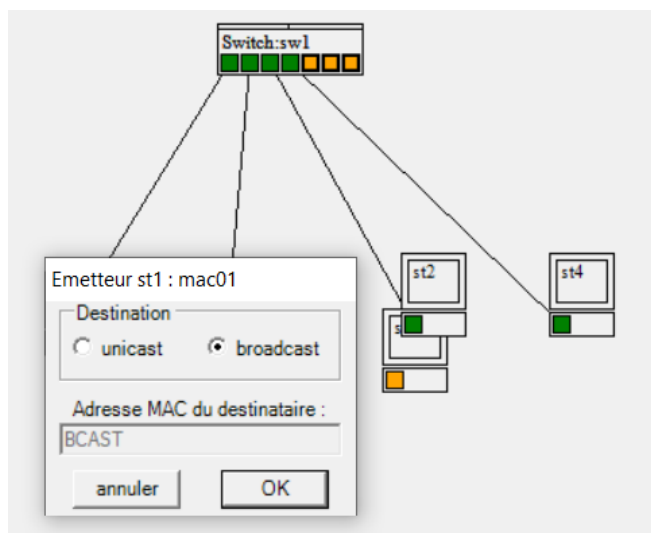 Switch:sw1
Emetteur st1 : mac01
Destination
unicast
broadcast
Adresse MAC du destinataire :
BCAST
annuler
OK
st2
st4